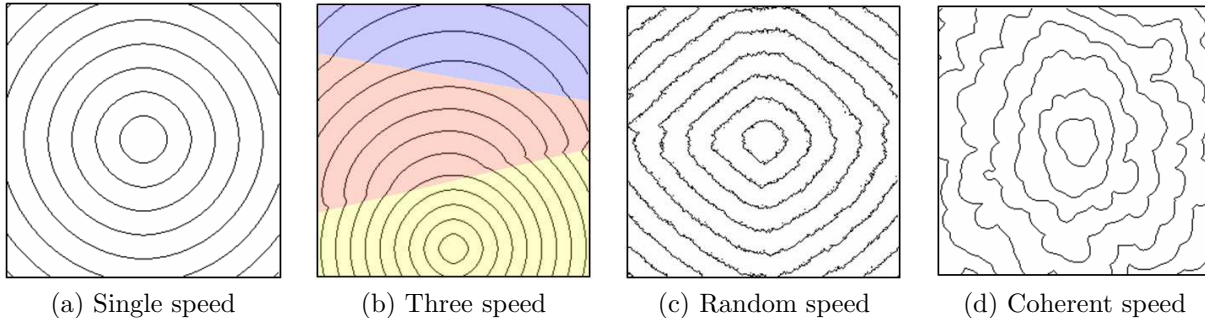 (a) Single speed
(b) Three speed
(c) Random speed
(d) Coherent speed